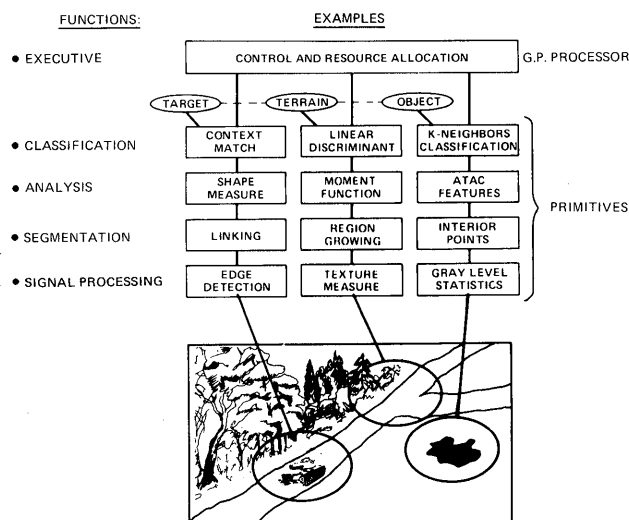 FUNCTIONS:
EXAMPLES
• EXECUTIVE
CONTROL AND RESOURCE ALLOCATION
G.P. PROCESSOR
TARGET
TERRAIN
OBJECT
• CLASSIFICATION
CONTEXT
MATCH
LINEAR
DISCRIMINANT
K-NEIGHBORS
CLASSIFICATION
• ANALYSIS
SHAPE
MEASURE
MOMENT
FUNCTION
ATAC
FEATURES
PRIMITIVES
• SEGMENTATION
LINKING
REGION
GROWING
INTERIOR
POINTS
• SIGNAL PROCESSING
EDGE
DETECTION
TEXTURE
MEASURE
GRAY LEVEL
STATISTICS